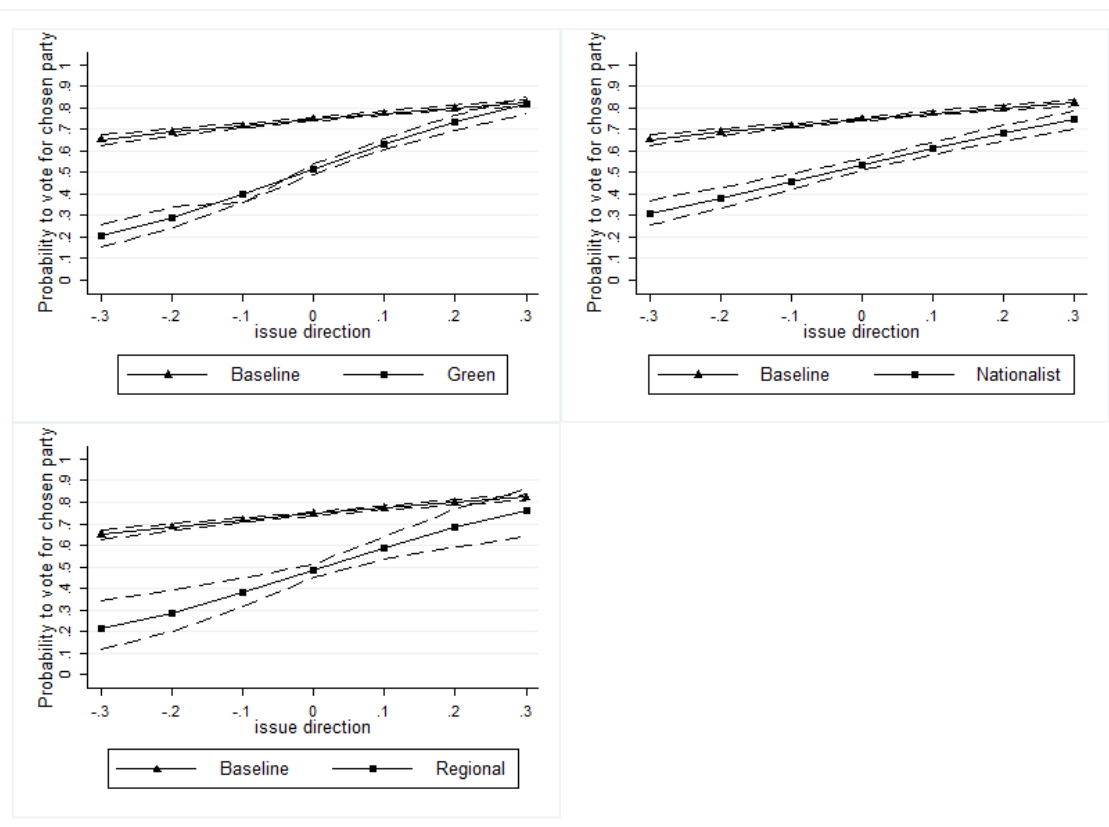 Probability to vote for chosen party
0 .1 .2 .3 .4 .5 .6 .7 .8 .9 1
-.3 -.2 -.1 0 .1 .2 .3
issue direction
Baseline Green
Probability to vote for chosen party
0 .1 .2 .3 .4 .5 .6 .7 .8 .9 1
-.3 -.2 -.1 0 .1 .2 .3
issue direction
Baseline Nationalist
Probability to vote for chosen party
0 .1 .2 .3 .4 .5 .6 .7 .8 .9 1
-.3 -.2 -.1 0 .1 .2 .3
issue direction
Baseline Regional